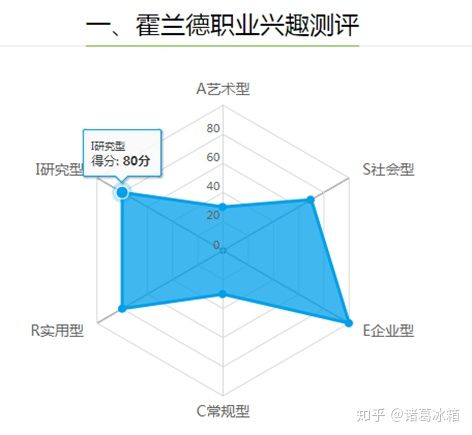 一、霍兰德职业兴趣测评
A艺术型
80
I研究型
得分: 80分
60
I研究型
S社会型
40
20
0
R实用型
E企业型
C常规型
知乎 @诸葛冰箱